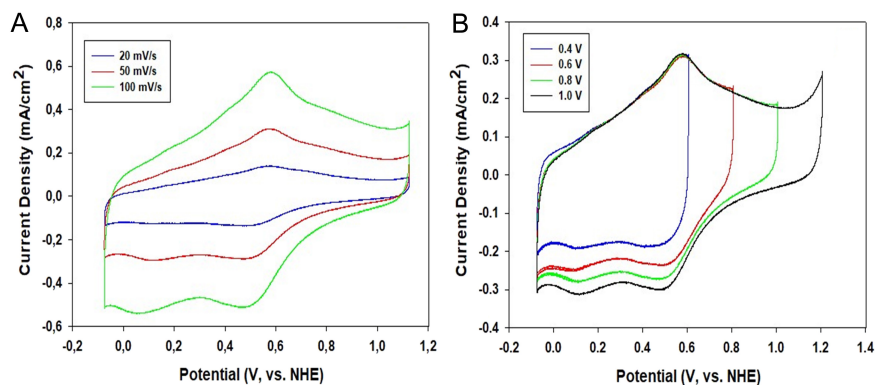 A
0,8
0,6
0,4
0,2
0,0
-0,2
-0,4
-0,6
-0,2 0,0 0,2 0,4 0,6 0,8 1,0 1,2
Current Density (mA/cm²)
Potential (V, vs. NHE)
20 mV/s
50 mV/s
100 mV/s
B
0.4
0.3
0.2
0.1
0.0
-0.1
-0.2
-0.3
-0.4
-0.2 0.0 0.2 0.4 0.6 0.8 1.0 1.2 1.4
Current Density (mA/cm²)
Potential (V, vs. NHE)
0.4 V
0.6 V
0.8 V
1.0 V